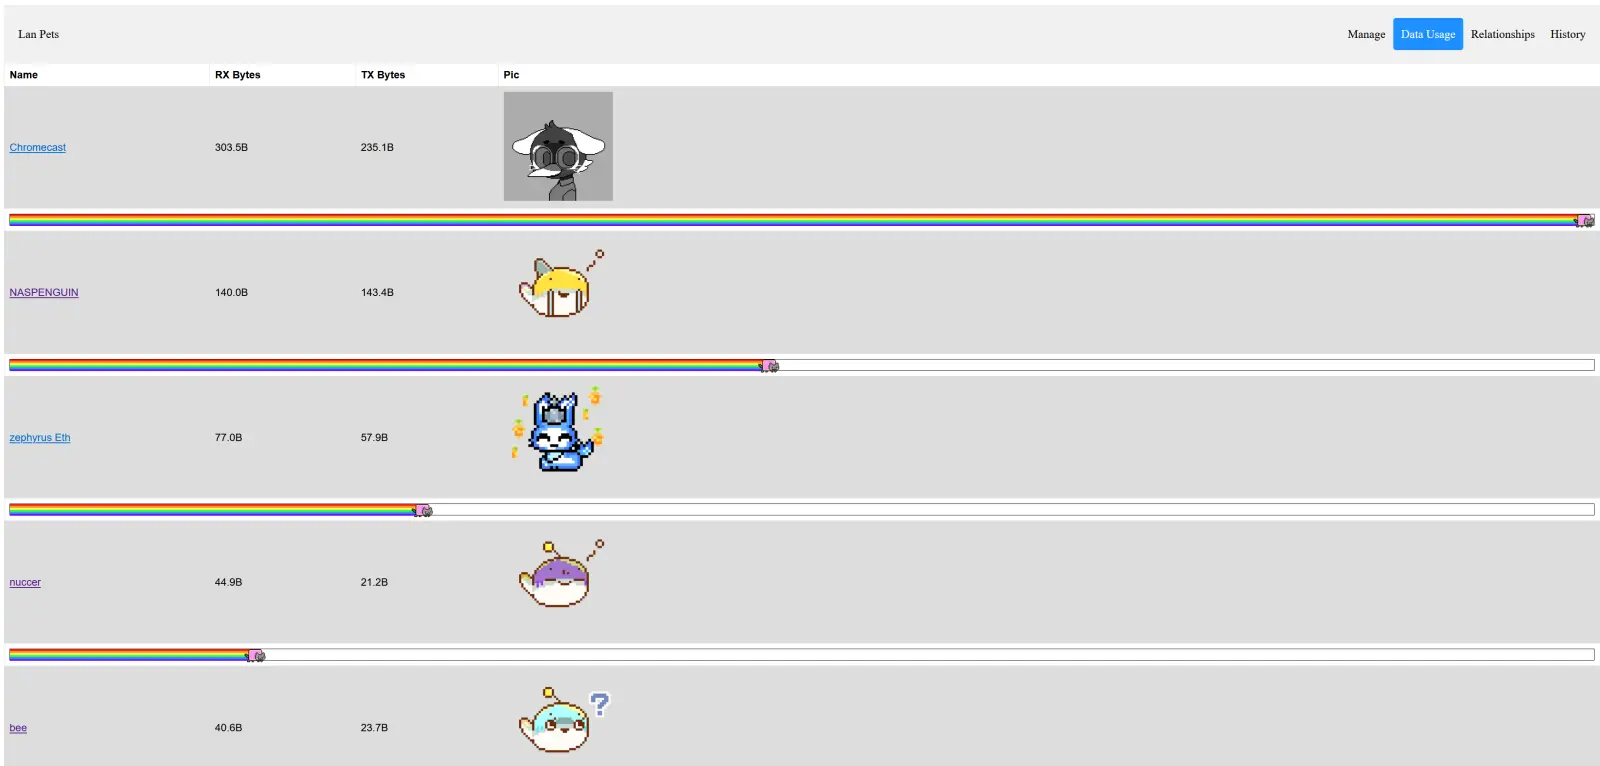 Lan Pets Manage Data Usage Relationships History
Name RX Bytes TX Bytes Pic
Chromecast 303.5B 235.1B
NASPENGUIN 140.0B 143.4B
zephyrus Eth 77.0B 57.9B
nuccer 44.9B 21.2B
?
bee 40.6B 23.7B